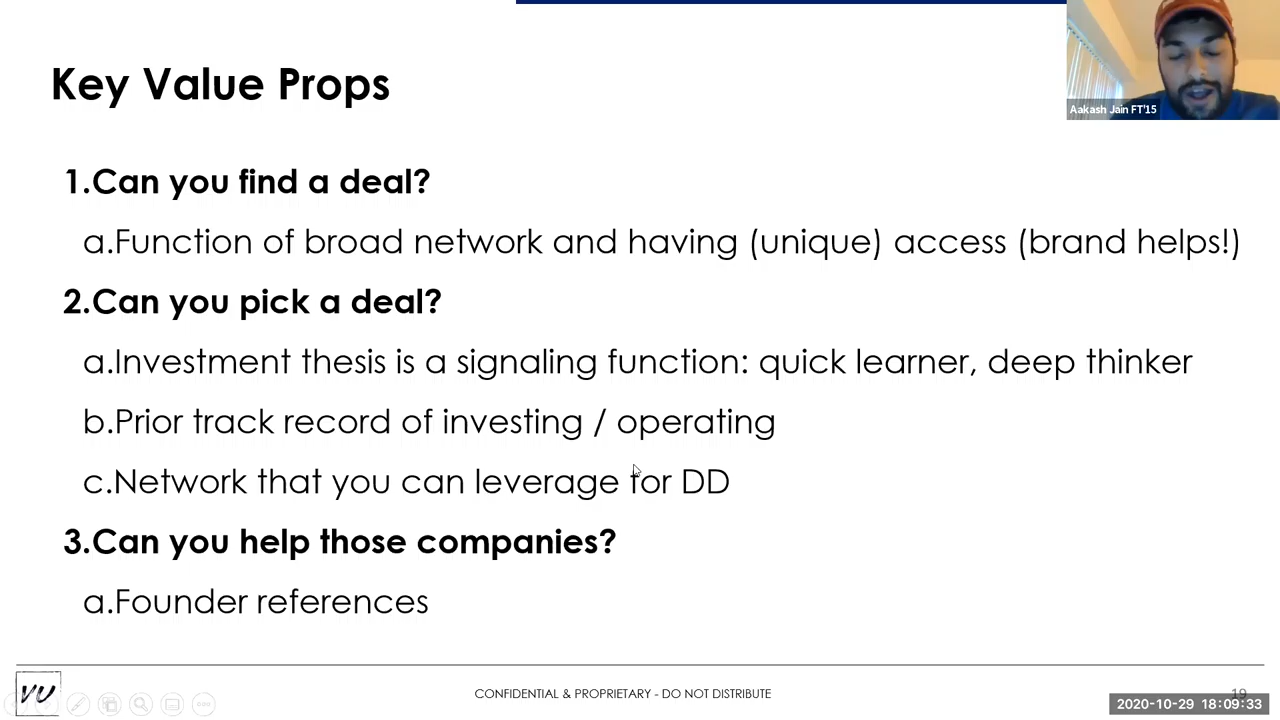 Key Value Props
Aakash Jain FT'15
1.Can you find a deal?
a.Function of broad network and having (unique) access (brand helps!)
2.Can you pick a deal?
a.Investment thesis is a signaling function: quick learner, deep thinker
b.Prior track record of investing / operating
c.Network that you can leverage for DD
3.Can you help those companies?
a.Founder references
VU
CONFIDENTIAL & PROPRIETARY - DO NOT DISTRIBUTE
19
2020-10-29 18:09:33